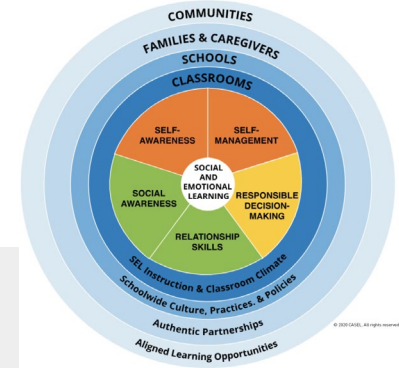 COMMUNITIES
FAMILIES & CAREGIVERS
SCHOOLS
CLASSROOMS
SELF-
AWARENESS
SELF-
MANAGEMENT
SOCIAL
AND
EMOTIONAL
LEARNING
SOCIAL
AWARENESS
RESPONSIBLE
DECISION-
MAKING
RELATIONSHIP
SKILLS
SEL Instruction & Classroom Climate
Schoolwide Culture, Practices. & Policies
Authentic Partnerships
Aligned Learning Opportunities
© 2020 CASEL. All rights reserved